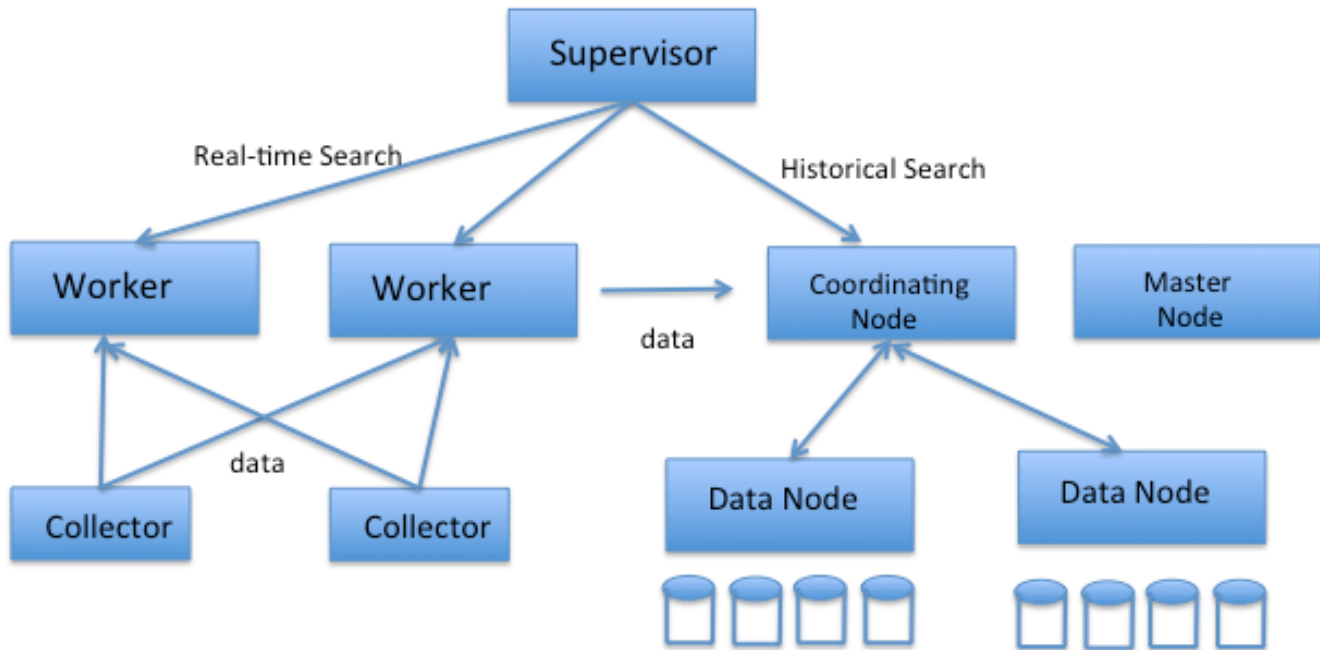 Supervisor
Real-time Search
Historical Search
Worker
Worker
Coordinating
Node
Master
Node
data
data
Collector
Collector
Data Node
Data Node